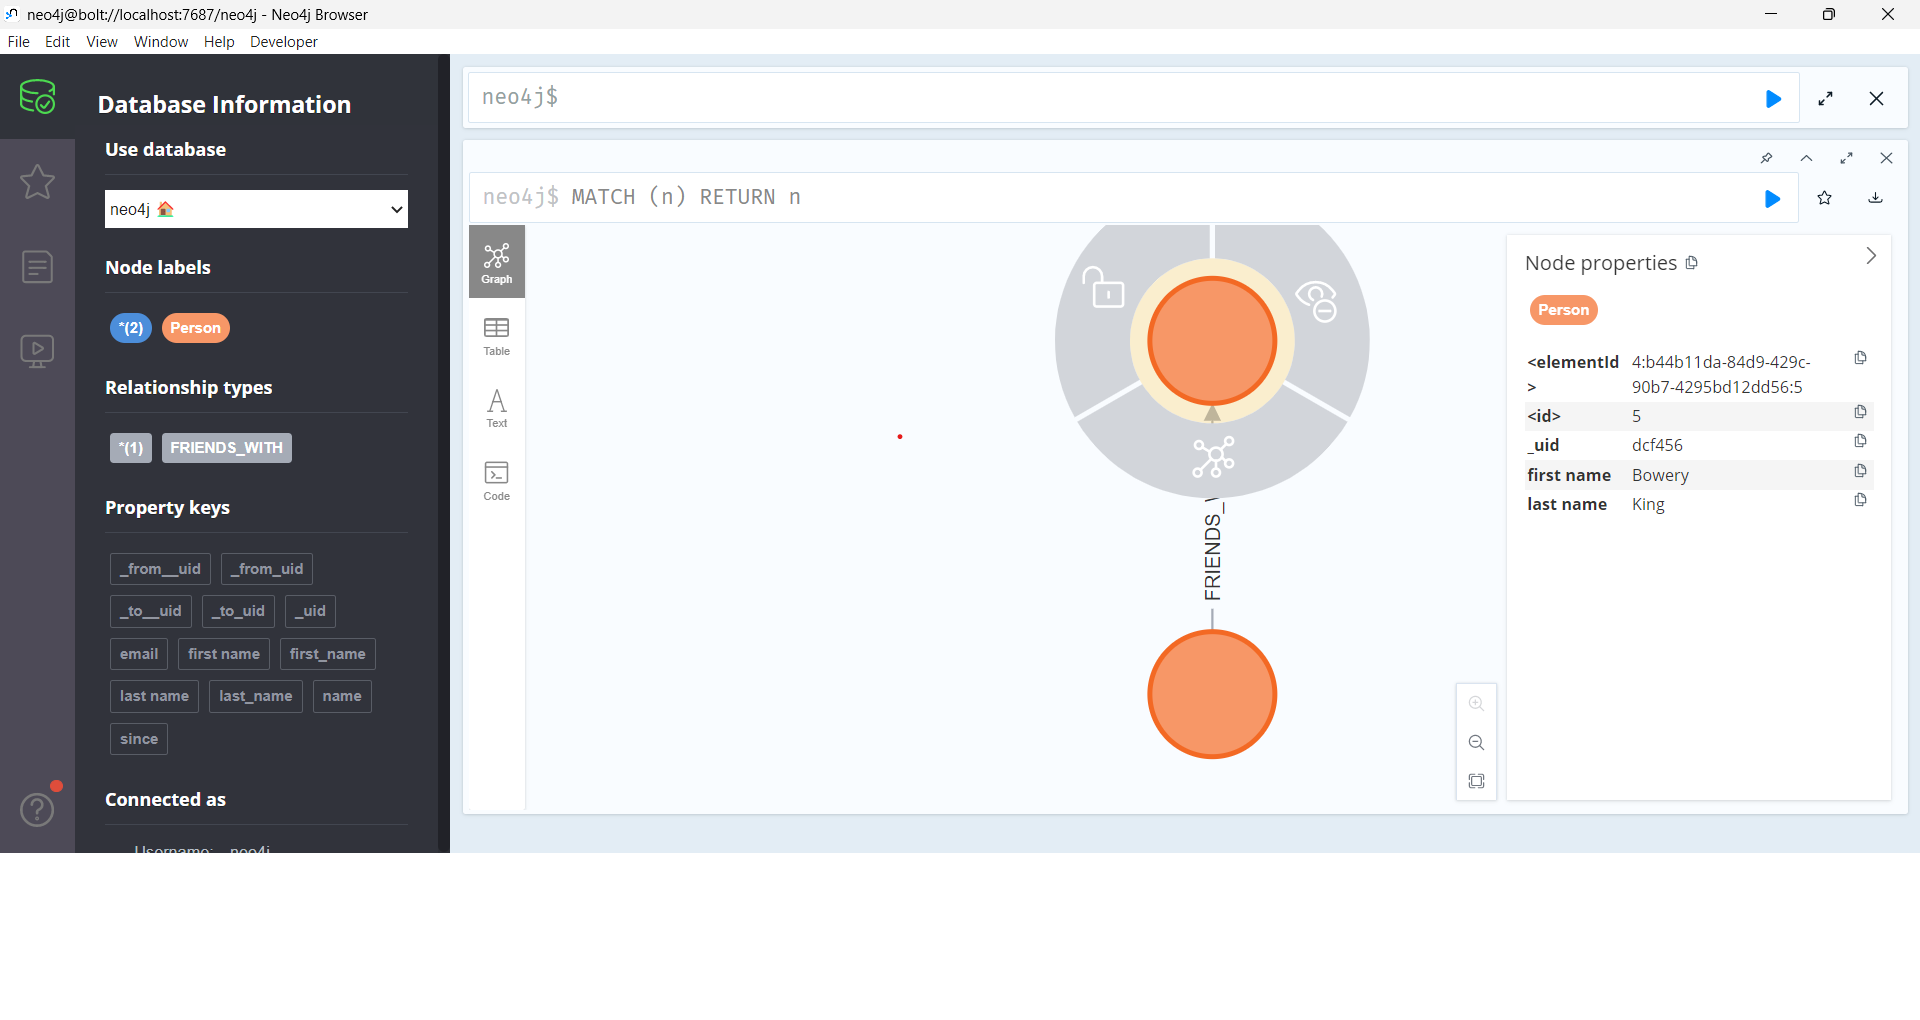 neo4j@bolt://localhost:7687/neo4j - Neo4j Browser
File Edit View Window Help Developer
Database Information
Use database
neo4j
Node labels
*(2) Person
Relationship types
*(1) FRIENDS_WITH
Property keys
_from__uid _from_uid
_to__uid _to_uid _uid
email first name first_name
last name last_name name
since
Connected as
Username: neo4j
neo4j$
neo4j$ MATCH (n) RETURN n
Graph
Table
Text
Code
FRIENDS_
Node properties
Person
<elementId> 4:b44b11da-84d9-429c-
90b7-4295bd12dd56:5
<id> 5
_uid dcf456
first name Bowery
last name King